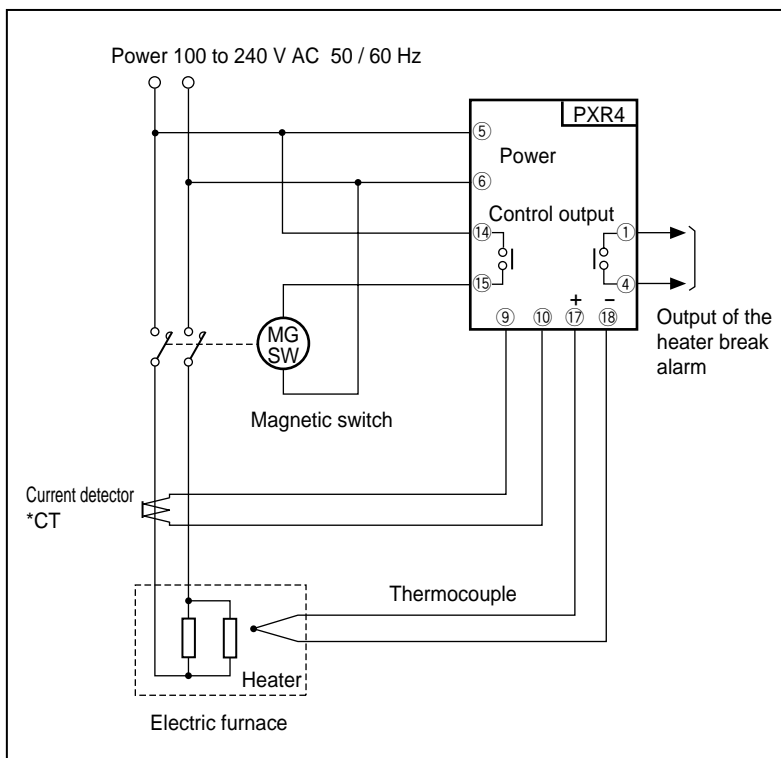 Power 100 to 240 V AC 50 / 60 Hz
PXR4
⑤
Power
⑥
Control output
⑭
①
⑮
④
+
−
⑨
⑩
⑰
⑱
Output of the
heater break
alarm
MG
SW
Magnetic switch
Current detector
*CT
Thermocouple
Heater
Electric furnace